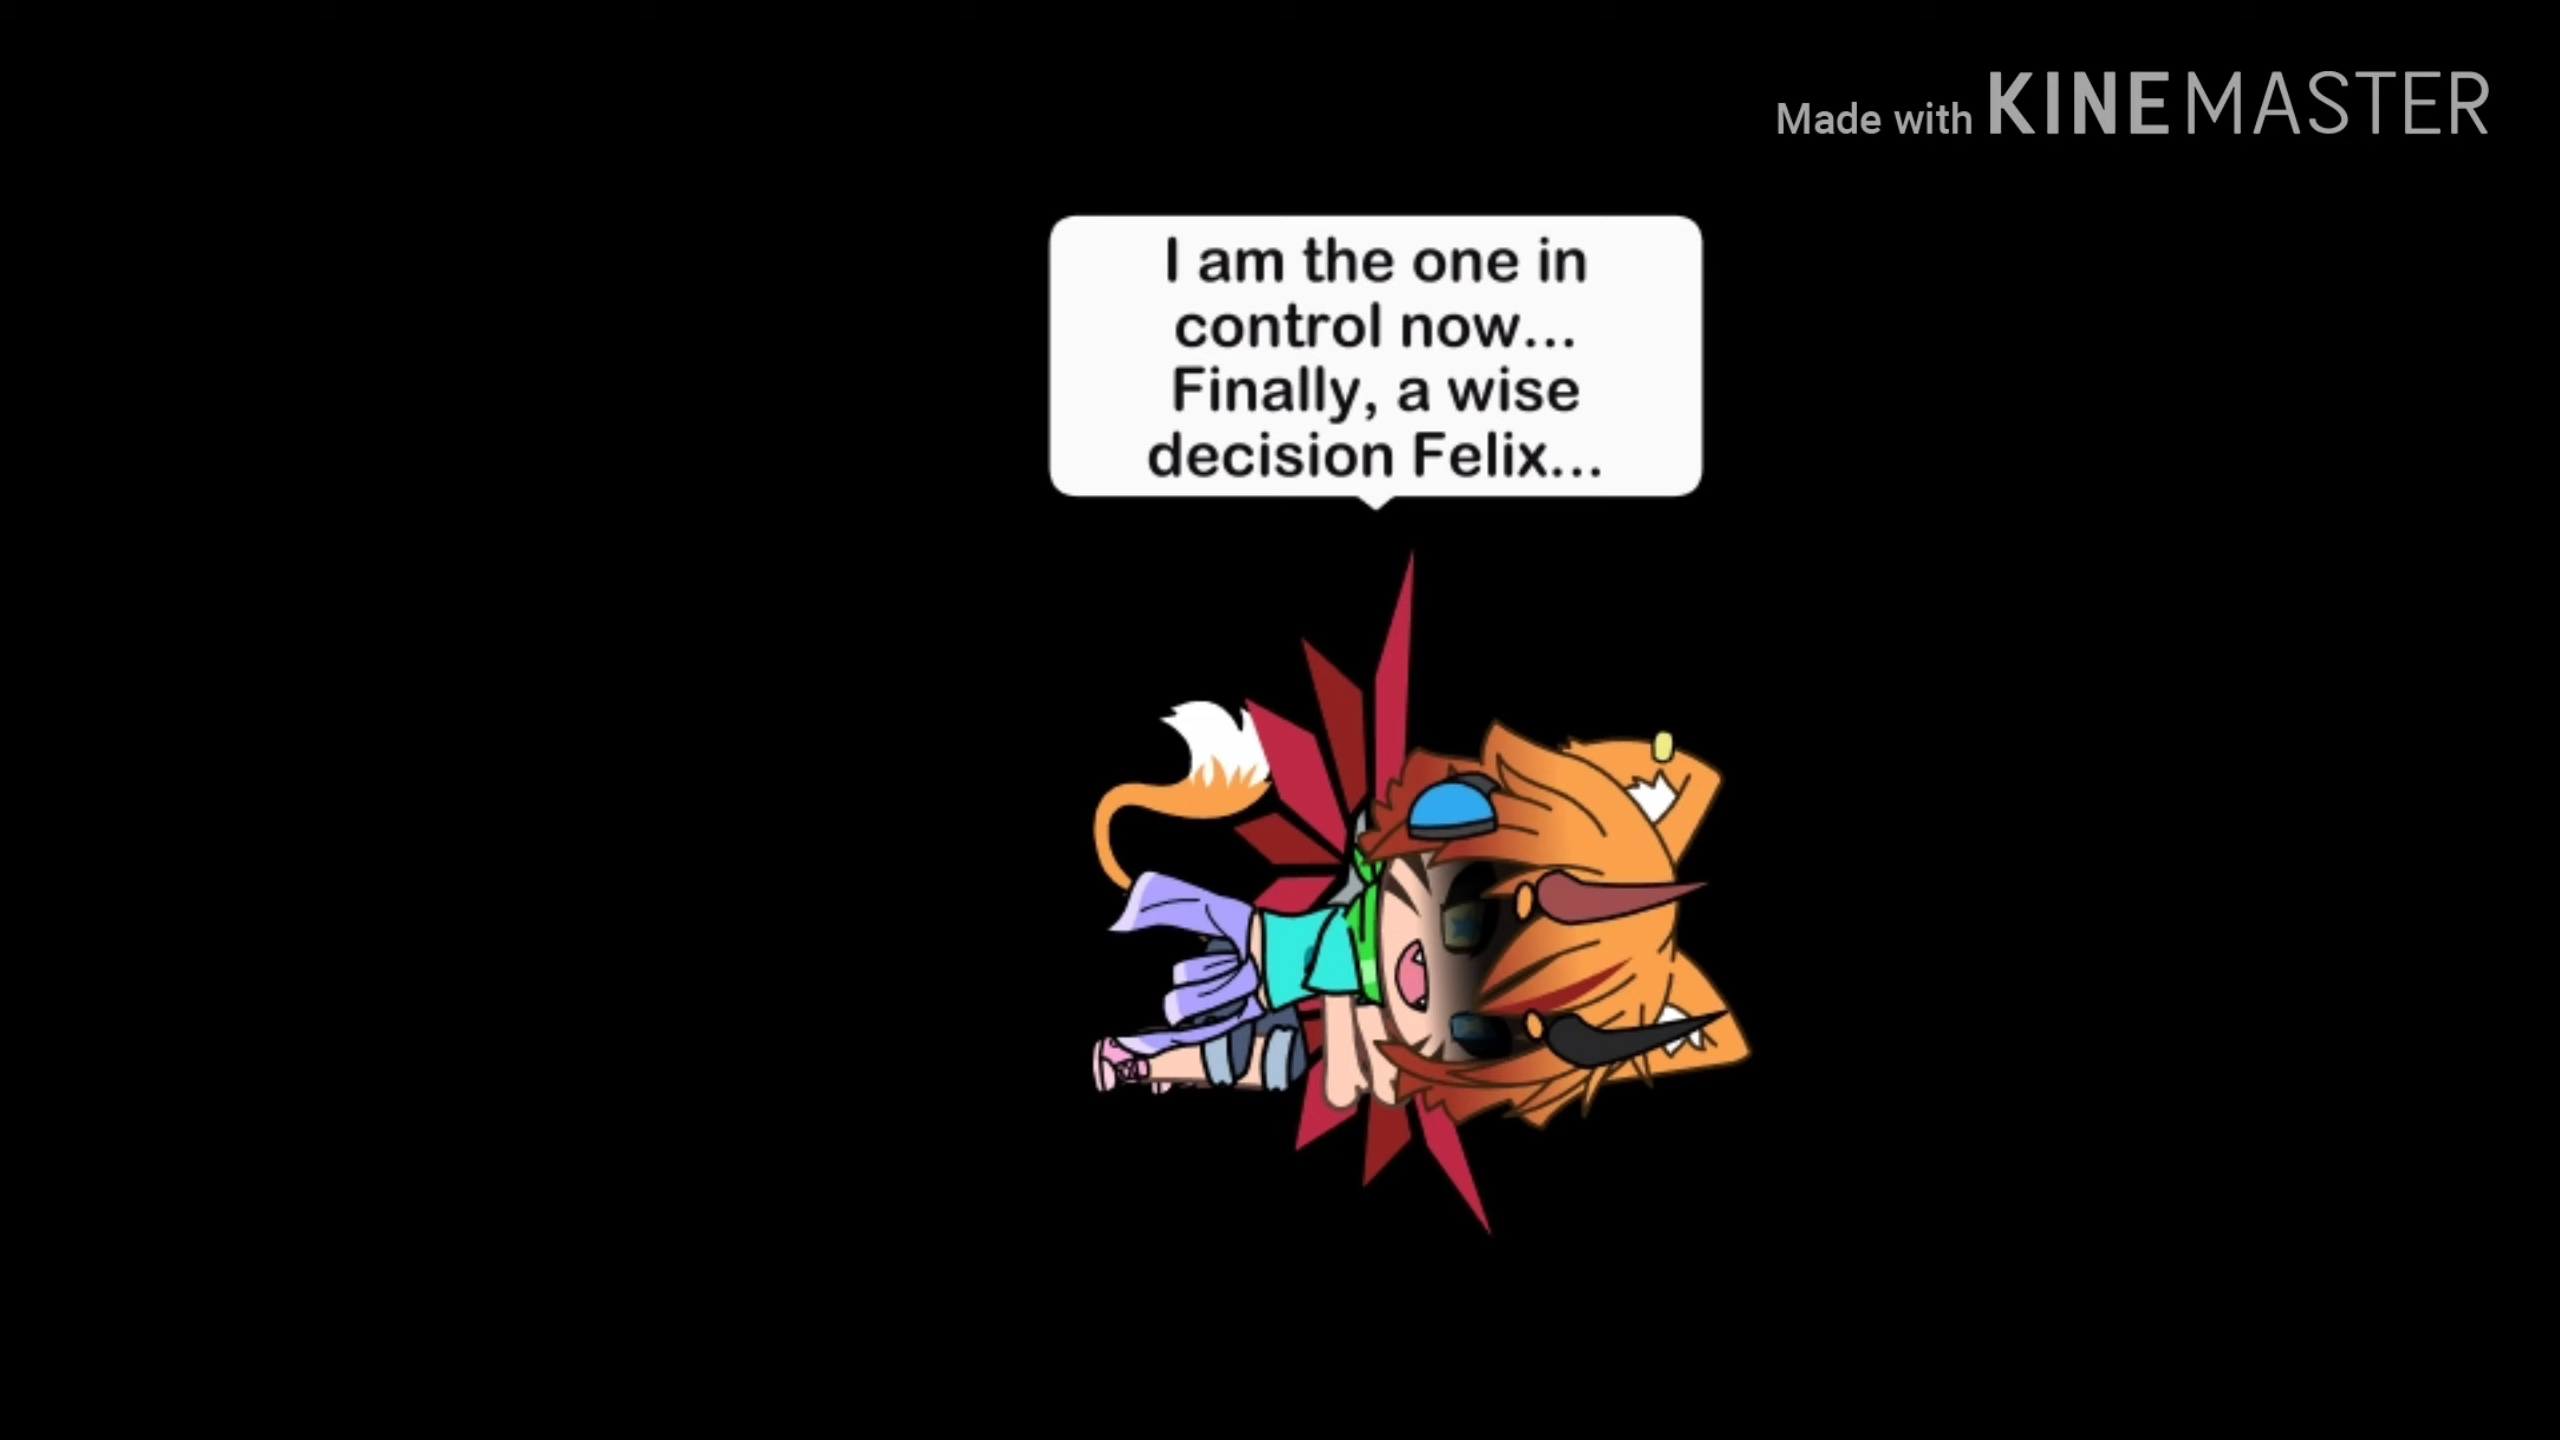 Made with KINEMASTER
I am the one in
control now...
Finally, a wise
decision Felix...